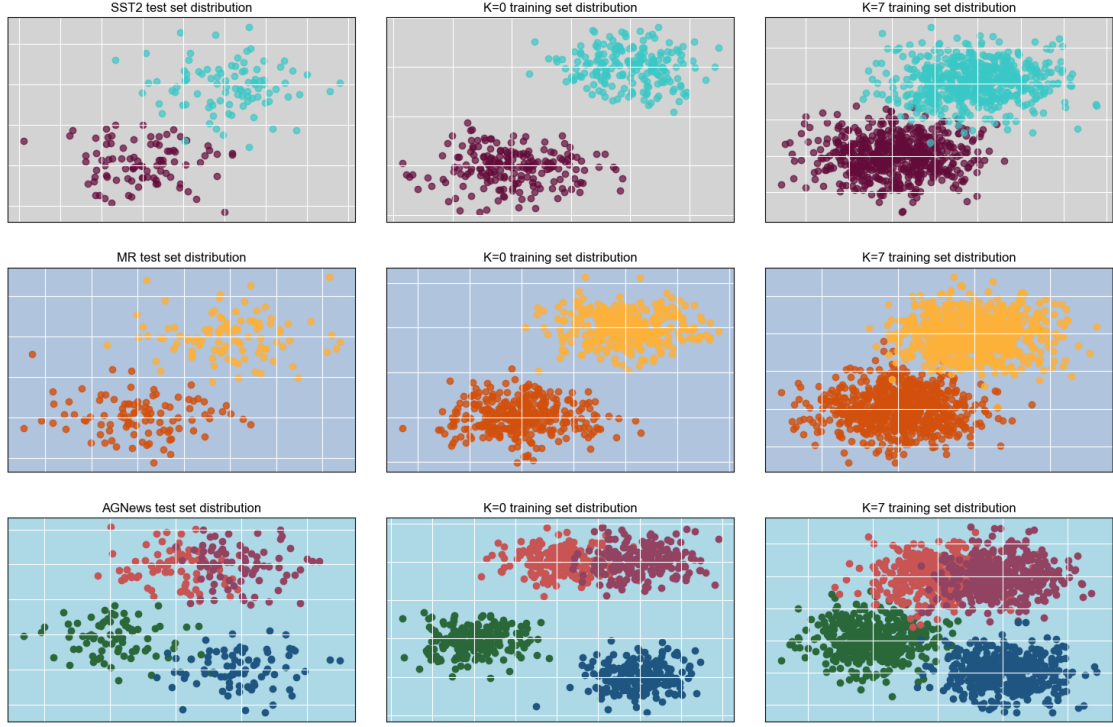 SST2 test set distribution
K=0 training set distribution
K=7 training set distribution
MR test set distribution
K=0 training set distribution
K=7 training set distribution
AGNews test set distribution
K=0 training set distribution
K=7 training set distribution